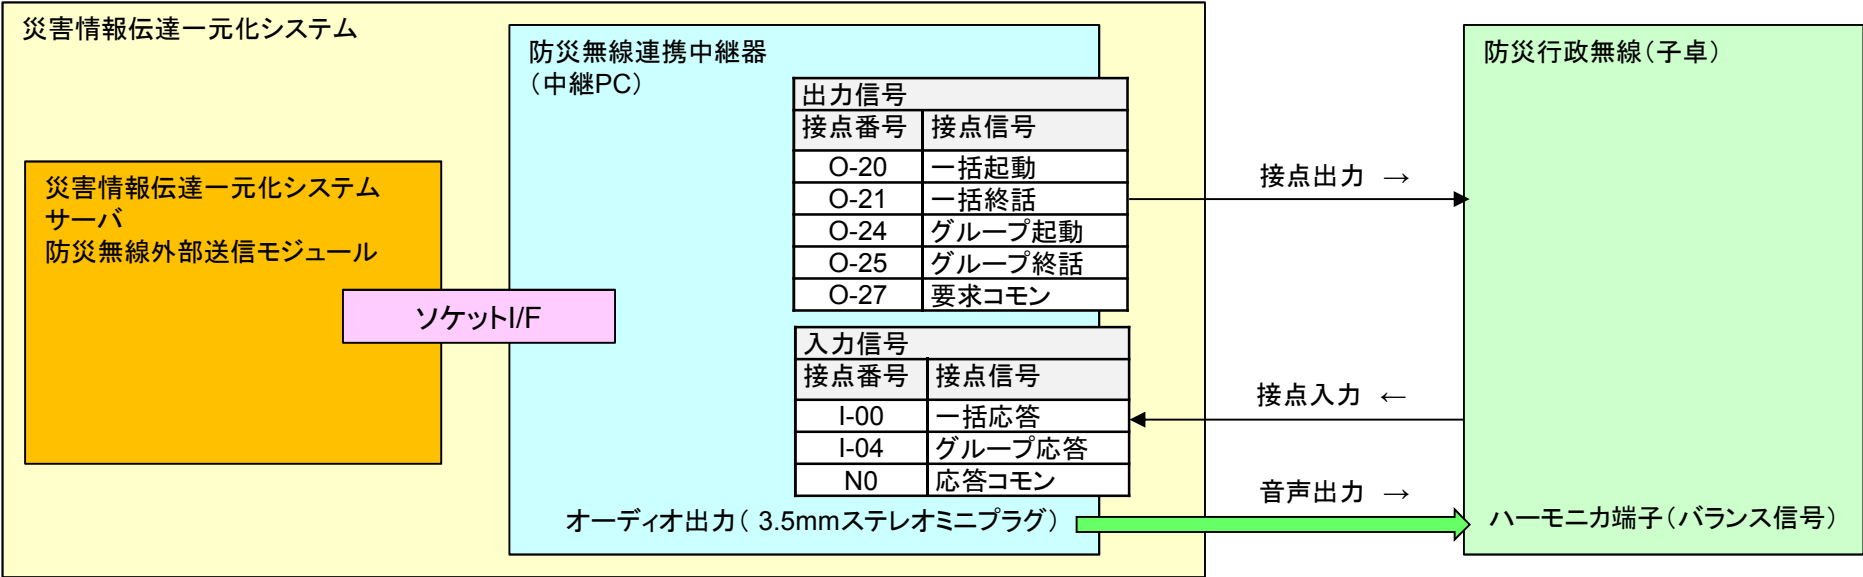 災害情報伝達一元化システム
防災無線連携中継器
（中継PC）
防災行政無線（子卓）
災害情報伝達一元化システム
サーバ
防災無線外部送信モジュール
ソケットI/F
出力信号
接点番号 接点信号
O-20 一括起動
O-21 一括終話
O-24 グループ起動
O-25 グループ終話
O-27 要求コモン
入力信号
接点番号 接点信号
I-00 一括応答
I-04 グループ応答
N0 応答コモン
オーディオ出力（ 3.5mmステレオミニプラグ）
接点出力 →
接点入力 ←
音声出力 →
ハーモニカ端子（バランス信号）